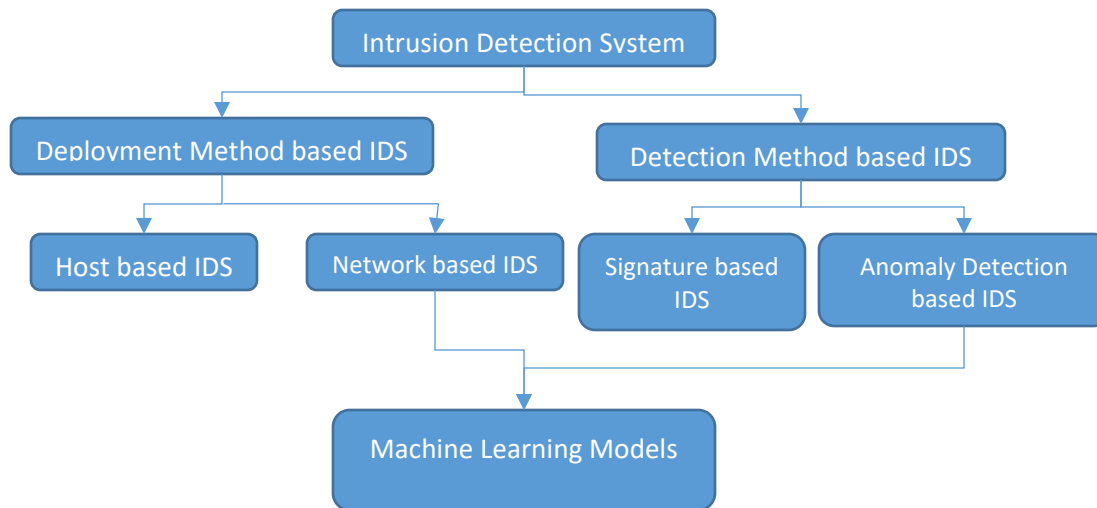 Intrusion Detection System
Deployment Method based IDS
Detection Method based IDS
Host based IDS
Network based IDS
Signature based
IDS
Anomaly Detection
based IDS
Machine Learning Models